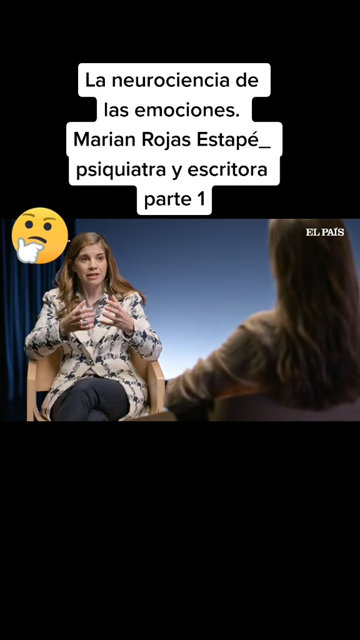 La neurociencia de
las emociones.
Marian Rojas Estapé_
psiquiatra y escritora
parte 1
EL PAÍS